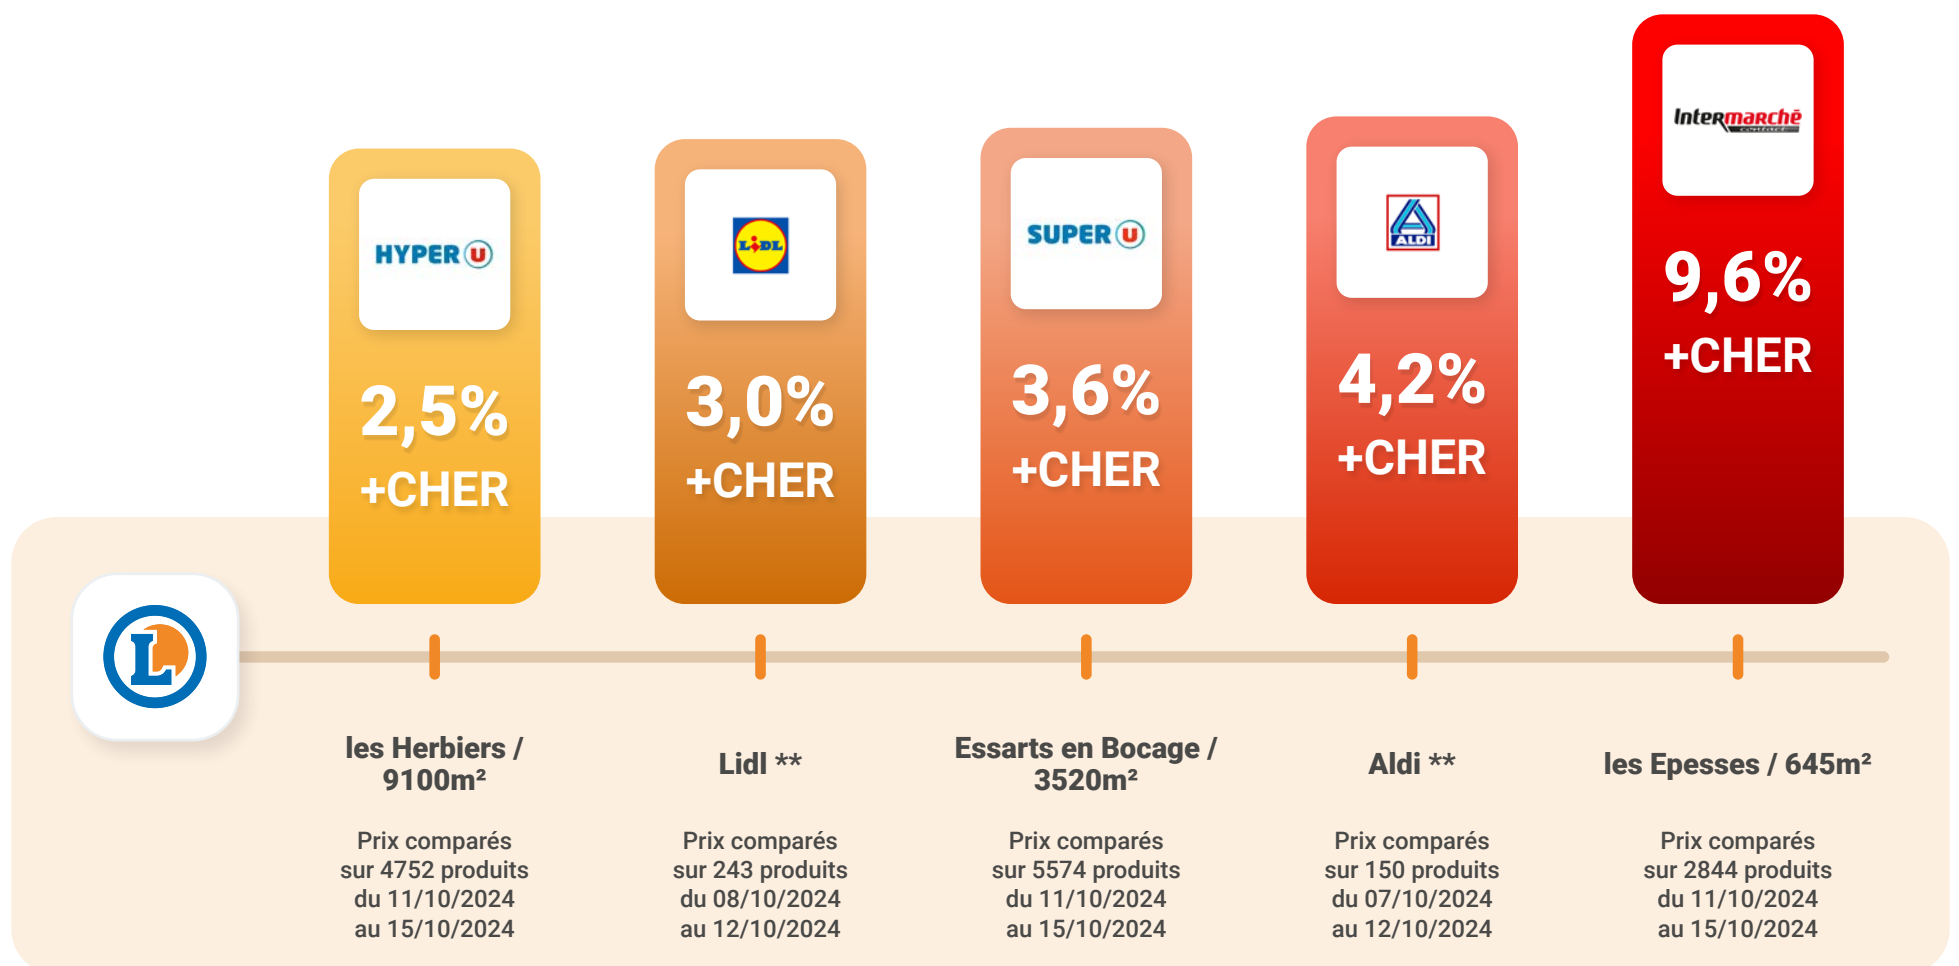 HYPER U
2,5%
+CHER
LIDL
3,0%
+CHER
SUPER U
3,6%
+CHER
ALDI
4,2%
+CHER
Intermarché
contact
9,6%
+CHER
L
les Herbiers /
9100m²
Prix comparés
sur 4752 produits
du 11/10/2024
au 15/10/2024
Lidl **
Prix comparés
sur 243 produits
du 08/10/2024
au 12/10/2024
Essarts en Bocage /
3520m²
Prix comparés
sur 5574 produits
du 11/10/2024
au 15/10/2024
Aldi **
Prix comparés
sur 150 produits
du 07/10/2024
au 12/10/2024
les Epesses / 645m²
Prix comparés
sur 2844 produits
du 11/10/2024
au 15/10/2024